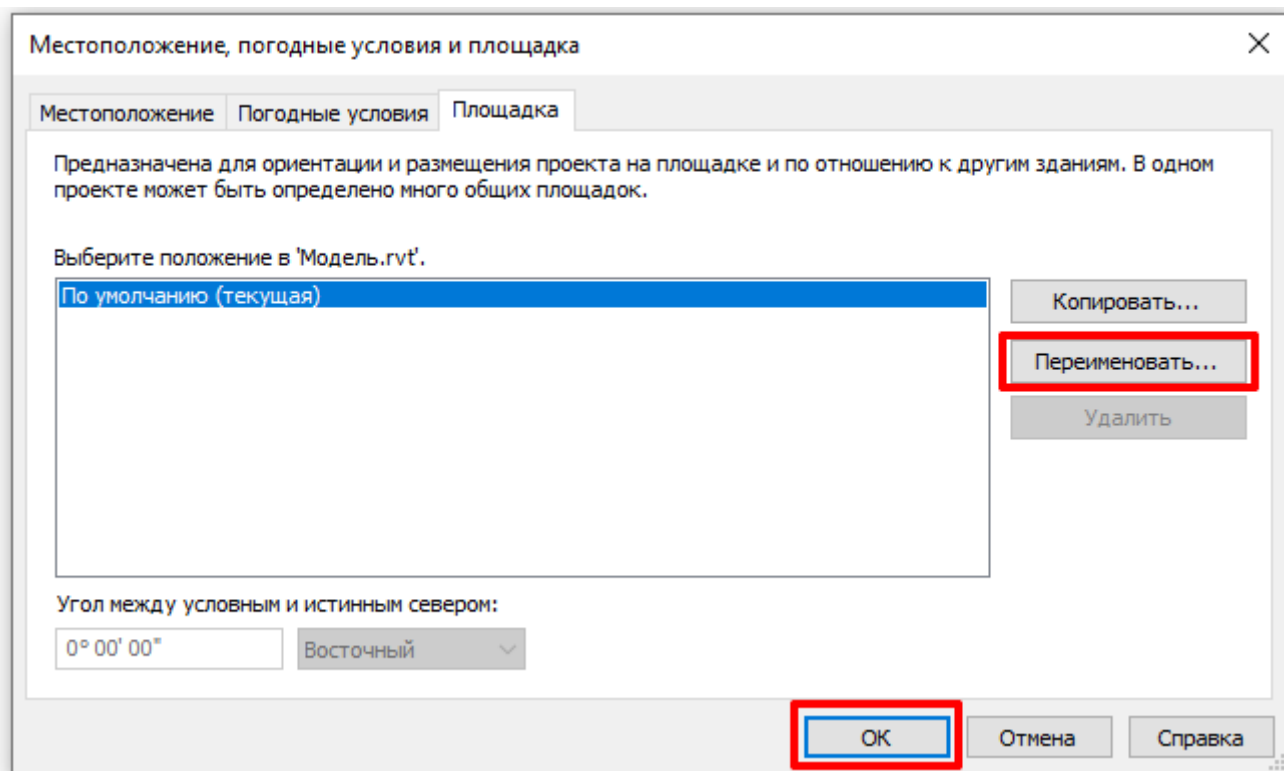 Местоположение, погодные условия и площадка
Местоположение
Погодные условия
Площадка
Предназначена для ориентации и размещения проекта на площадке и по отношению к другим зданиям. В одном
проекте может быть определено много общих площадок.
Выберите положение в 'Модель.rvt'.
По умолчанию (текущая)
Копировать...
Переименовать...
Удалить
Угол между условным и истинным севером:
0° 00' 00"
Восточный
ОК
Отмена
Справка